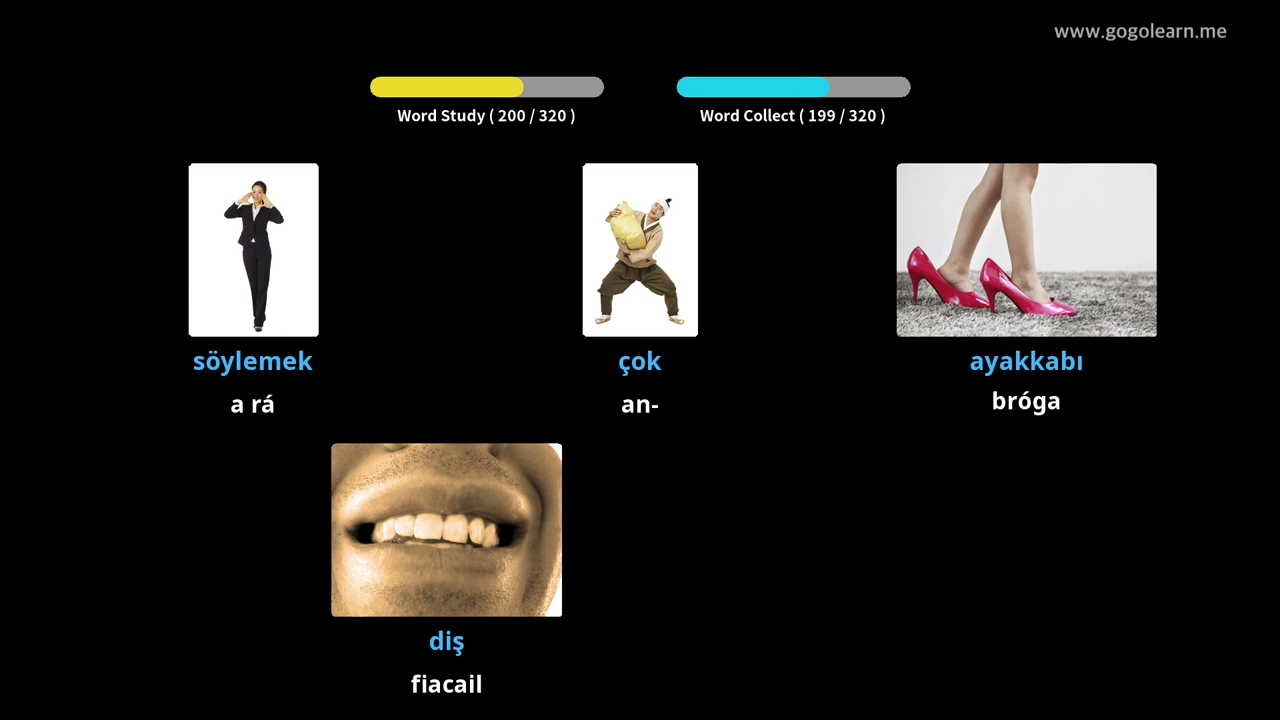 www.gogolearn.me
Word Study ( 200 / 320 )
Word Collect ( 199 / 320 )
söylemek
çok
ayakkabı
a rá
an-
bróga
diş
fiacail